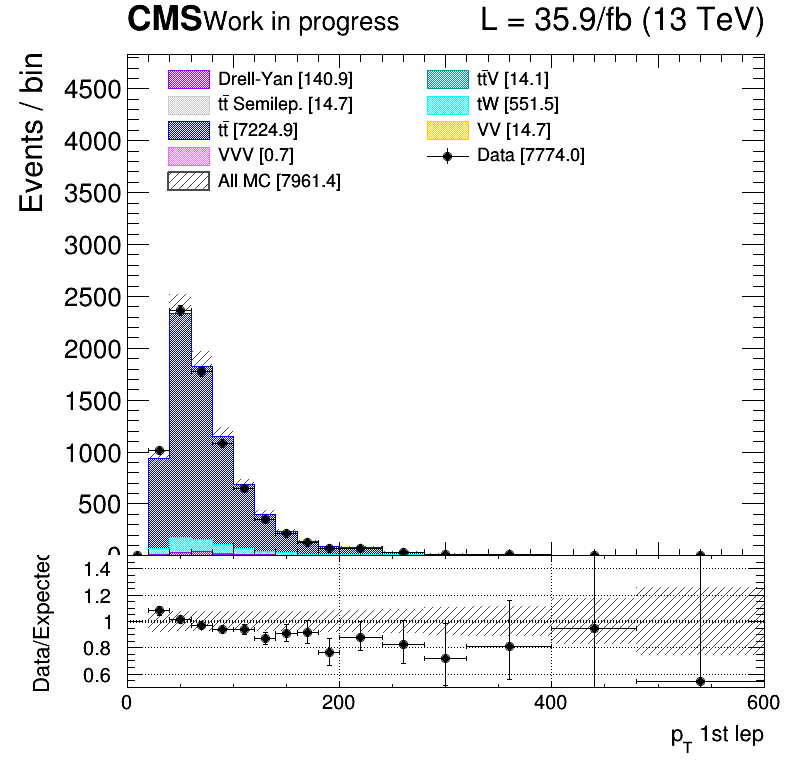 CMS Work in progress L = 35.9/fb (13 TeV)
Events / bin
4500
4000
3500
3000
2500
2000
1500
1000
500
0
Drell-Yan [140.9]
tt̄ Semilep. [14.7]
tt̄ [7224.9]
VVV [0.7]
All MC [7961.4]
tt̄V [14.1]
tW [551.5]
VV [14.7]
Data [7774.0]
Data/Expected
1.4
1.2
1
0.8
0.6
0 200 400 600
p_T 1st lep